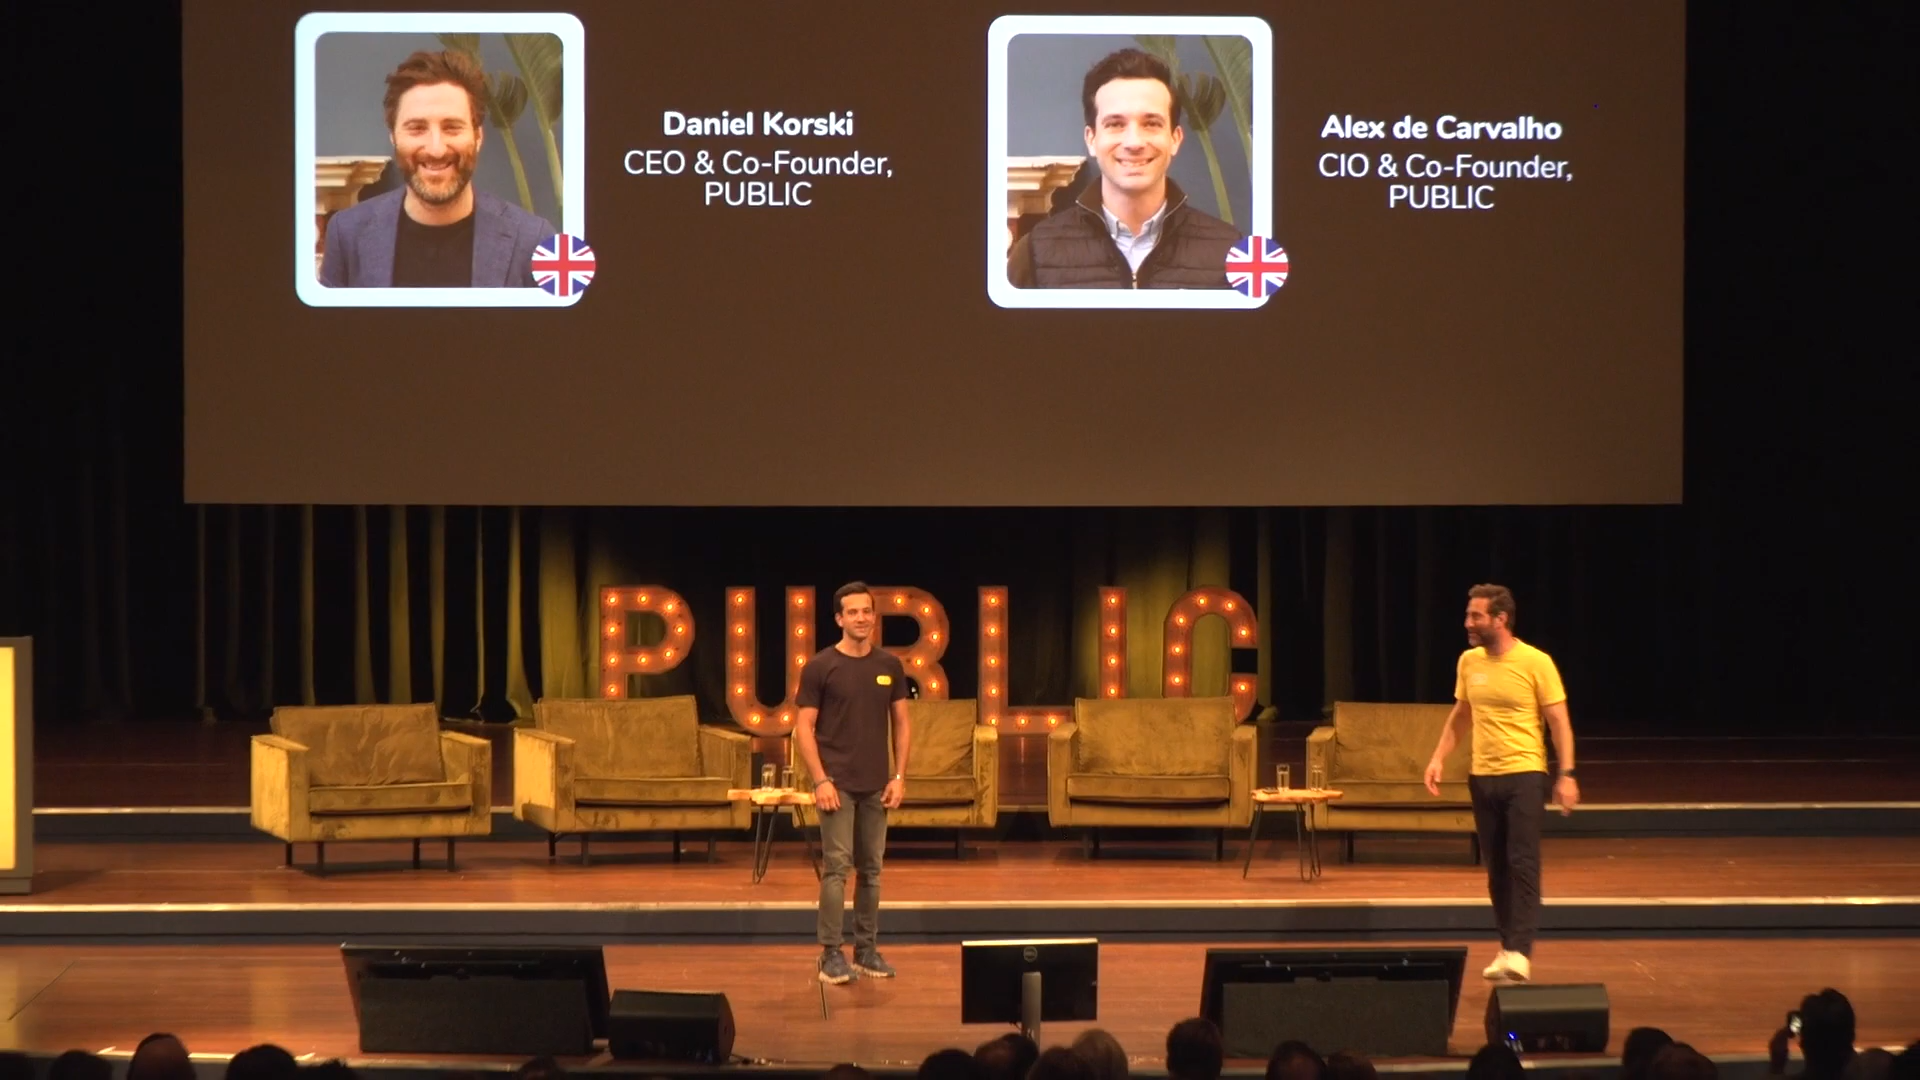 Daniel Korski
CEO & Co-Founder,
PUBLIC
Alex de Carvalho
CIO & Co-Founder,
PUBLIC
PUBLIC